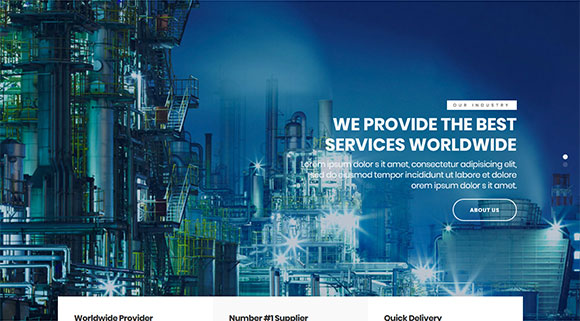 OUR INDUSTRY
WE PROVIDE THE BEST
SERVICES WORLDWIDE
Lorem ipsum dolor s it amet, consectetur adipisicing elit,
sed do eiusmod tempor incididunt ut labore et dolore
orem ipsum dolor s it amet.
ABOUT US
Worldwide Provider
Number #1 Supplier
Quick Delivery